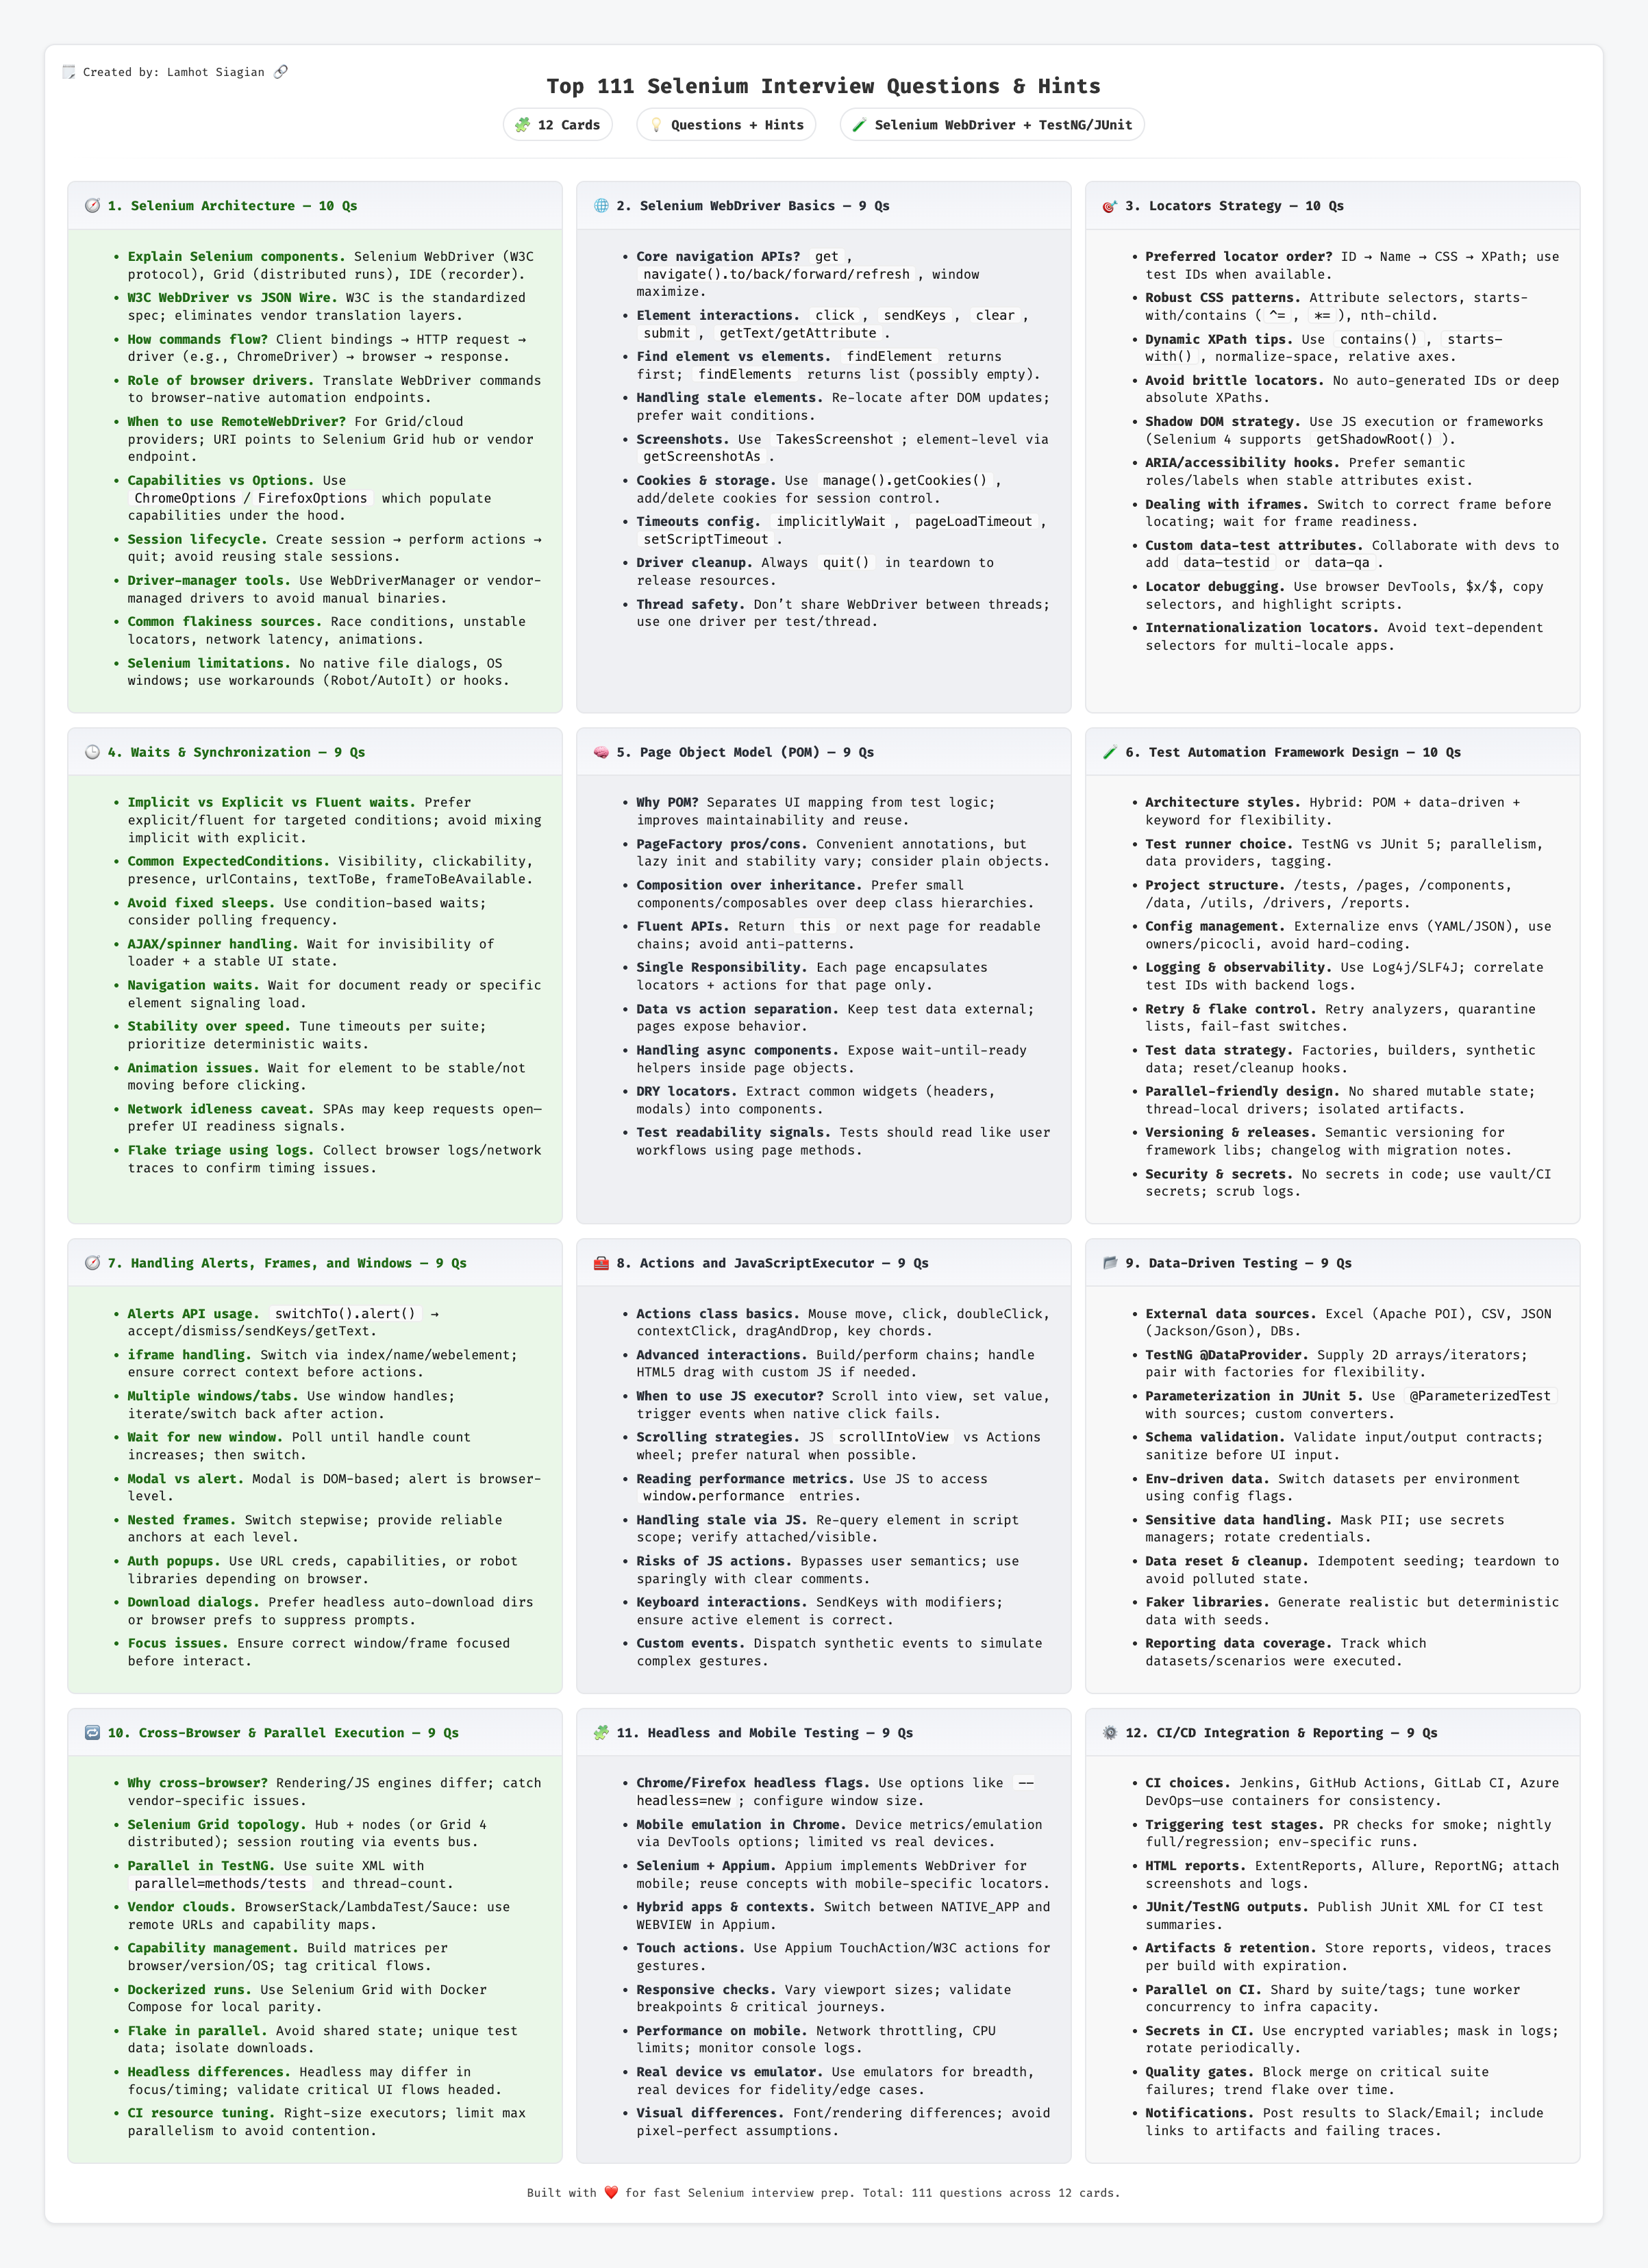 Created by: Lamhot Siagian
Top 111 Selenium Interview Questions & Hints
12 Cards
Questions + Hints
Selenium WebDriver + TestNG/JUnit
1. Selenium Architecture — 10 Qs
• Explain Selenium components. Selenium WebDriver (W3C
protocol), Grid (distributed runs), IDE (recorder).
• W3C WebDriver vs JSON Wire. W3C is the standardized
spec; eliminates vendor translation layers.
• How commands flow? Client bindings → HTTP request →
driver (e.g., ChromeDriver) → browser → response.
• Role of browser drivers. Translate WebDriver commands
to browser-native automation endpoints.
• When to use RemoteWebDriver? For Grid/cloud
providers; URI points to Selenium Grid hub or vendor
endpoint.
• Capabilities vs Options. Use
ChromeOptions / FirefoxOptions which populate
capabilities under the hood.
• Session lifecycle. Create session → perform actions →
quit; avoid reusing stale sessions.
• Driver-manager tools. Use WebDriverManager or vendor-
managed drivers to avoid manual binaries.
• Common flakiness sources. Race conditions, unstable
locators, network latency, animations.
• Selenium limitations. No native file dialogs, OS
windows; use workarounds (Robot/AutoIt) or hooks.
2. Selenium WebDriver Basics — 9 Qs
• Core navigation APIs? get ,
navigate().to/back/forward/refresh , window
maximize.
• Element interactions. click , sendKeys , clear ,
submit , getText/getAttribute .
• Find element vs elements. findElement returns
first; findElements returns list (possibly empty).
• Handling stale elements. Re-locate after DOM updates;
prefer wait conditions.
• Screenshots. Use TakesScreenshot ; element-level via
getScreenshotAs .
• Cookies & storage. Use manage().getCookies() ,
add/delete cookies for session control.
• Timeouts config. implicitlyWait , pageLoadTimeout ,
setScriptTimeout .
• Driver cleanup. Always quit() in teardown to
release resources.
• Thread safety. Don’t share WebDriver between threads;
use one driver per test/thread.
3. Locators Strategy — 10 Qs
• Preferred locator order? ID → Name → CSS → XPath; use
test IDs when available.
• Robust CSS patterns. Attribute selectors, starts-
with/contains ( ^= , *= ), nth-child.
• Dynamic XPath tips. Use contains() , starts-
with() , normalize-space, relative axes.
• Avoid brittle locators. No auto-generated IDs or deep
absolute XPaths.
• Shadow DOM strategy. Use JS execution or frameworks
(Selenium 4 supports getShadowRoot() ).
• ARIA/accessibility hooks. Prefer semantic
roles/labels when stable attributes exist.
• Dealing with iframes. Switch to correct frame before
locating; wait for frame readiness.
• Custom data-test attributes. Collaborate with devs to
add data-testid or data-qa .
• Locator debugging. Use browser DevTools, $x/$, copy
selectors, and highlight scripts.
• Internationalization locators. Avoid text-dependent
selectors for multi-locale apps.
4. Waits & Synchronization — 9 Qs
• Implicit vs Explicit vs Fluent waits. Prefer
explicit/fluent for targeted conditions; avoid mixing
implicit with explicit.
• Common ExpectedConditions. Visibility, clickability,
presence, urlContains, textToBe, frameToBeAvailable.
• Avoid fixed sleeps. Use condition-based waits;
consider polling frequency.
• AJAX/spinner handling. Wait for invisibility of
loader + a stable UI state.
• Navigation waits. Wait for document ready or specific
element signaling load.
• Stability over speed. Tune timeouts per suite;
prioritize deterministic waits.
• Animation issues. Wait for element to be stable/not
moving before clicking.
• Network idleness caveat. SPAs may keep requests open—
prefer UI readiness signals.
• Flake triage using logs. Collect browser logs/network
traces to confirm timing issues.
5. Page Object Model (POM) — 9 Qs
• Why POM? Separates UI mapping from test logic;
improves maintainability and reuse.
• PageFactory pros/cons. Convenient annotations, but
lazy init and stability vary; consider plain objects.
• Composition over inheritance. Prefer small
components/composables over deep class hierarchies.
• Fluent APIs. Return this or next page for readable
chains; avoid anti-patterns.
• Single Responsibility. Each page encapsulates
locators + actions for that page only.
• Data vs action separation. Keep test data external;
pages expose behavior.
• Handling async components. Expose wait-until-ready
helpers inside page objects.
• DRY locators. Extract common widgets (headers,
modals) into components.
• Test readability signals. Tests should read like user
workflows using page methods.
6. Test Automation Framework Design — 10 Qs
• Architecture styles. Hybrid: POM + data-driven +
keyword for flexibility.
• Test runner choice. TestNG vs JUnit 5; parallelism,
data providers, tagging.
• Project structure. /tests, /pages, /components,
/data, /utils, /drivers, /reports.
• Config management. Externalize envs (YAML/JSON), use
owners/picocli, avoid hard-coding.
• Logging & observability. Use Log4j/SLF4J; correlate
test IDs with backend logs.
• Retry & flake control. Retry analyzers, quarantine
lists, fail-fast switches.
• Test data strategy. Factories, builders, synthetic
data; reset/cleanup hooks.
• Parallel-friendly design. No shared mutable state;
thread-local drivers; isolated artifacts.
• Versioning & releases. Semantic versioning for
framework libs; changelog with migration notes.
• Security & secrets. No secrets in code; use vault/CI
secrets; scrub logs.
7. Handling Alerts, Frames, and Windows — 9 Qs
• Alerts API usage. switchTo().alert() →
accept/dismiss/sendKeys/getText.
• iframe handling. Switch via index/name/webelement;
ensure correct context before actions.
• Multiple windows/tabs. Use window handles;
iterate/switch back after action.
• Wait for new window. Poll until handle count
increases; then switch.
• Modal vs alert. Modal is DOM-based; alert is browser-
level.
• Nested frames. Switch stepwise; provide reliable
anchors at each level.
• Auth popups. Use URL creds, capabilities, or robot
libraries depending on browser.
• Download dialogs. Prefer headless auto-download dirs
or browser prefs to suppress prompts.
• Focus issues. Ensure correct window/frame focused
before interact.
8. Actions and JavaScriptExecutor — 9 Qs
• Actions class basics. Mouse move, click, doubleClick,
contextClick, dragAndDrop, key chords.
• Advanced interactions. Build/perform chains; handle
HTML5 drag with custom JS if needed.
• When to use JS executor? Scroll into view, set value,
trigger events when native click fails.
• Scrolling strategies. JS scrollIntoView vs Actions
wheel; prefer natural when possible.
• Reading performance metrics. Use JS to access
window.performance entries.
• Handling stale via JS. Re-query element in script
scope; verify attached/visible.
• Risks of JS actions. Bypasses user semantics; use
sparingly with clear comments.
• Keyboard interactions. SendKeys with modifiers;
ensure active element is correct.
• Custom events. Dispatch synthetic events to simulate
complex gestures.
9. Data-Driven Testing — 9 Qs
• External data sources. Excel (Apache POI), CSV, JSON
(Jackson/Gson), DBs.
• TestNG @DataProvider. Supply 2D arrays/iterators;
pair with factories for flexibility.
• Parameterization in JUnit 5. Use @ParameterizedTest
with sources; custom converters.
• Schema validation. Validate input/output contracts;
sanitize before UI input.
• Env-driven data. Switch datasets per environment
using config flags.
• Sensitive data handling. Mask PII; use secrets
managers; rotate credentials.
• Data reset & cleanup. Idempotent seeding; teardown to
avoid polluted state.
• Faker libraries. Generate realistic but deterministic
data with seeds.
• Reporting data coverage. Track which
datasets/scenarios were executed.
10. Cross-Browser & Parallel Execution — 9 Qs
• Why cross-browser? Rendering/JS engines differ; catch
vendor-specific issues.
• Selenium Grid topology. Hub + nodes (or Grid 4
distributed); session routing via events bus.
• Parallel in TestNG. Use suite XML with
parallel=methods/tests and thread-count.
• Vendor clouds. BrowserStack/LambdaTest/Sauce: use
remote URLs and capability maps.
• Capability management. Build matrices per
browser/version/OS; tag critical flows.
• Dockerized runs. Use Selenium Grid with Docker
Compose for local parity.
• Flake in parallel. Avoid shared state; unique test
data; isolate downloads.
• Headless differences. Headless may differ in
focus/timing; validate critical UI flows headed.
• CI resource tuning. Right-size executors; limit max
parallelism to avoid contention.
11. Headless and Mobile Testing — 9 Qs
• Chrome/Firefox headless flags. Use options like --
headless=new ; configure window size.
• Mobile emulation in Chrome. Device metrics/emulation
via DevTools options; limited vs real devices.
• Selenium + Appium. Appium implements WebDriver for
mobile; reuse concepts with mobile-specific locators.
• Hybrid apps & contexts. Switch between NATIVE_APP and
WEBVIEW in Appium.
• Touch actions. Use Appium TouchAction/W3C actions for
gestures.
• Responsive checks. Vary viewport sizes; validate
breakpoints & critical journeys.
• Performance on mobile. Network throttling, CPU
limits; monitor console logs.
• Real device vs emulator. Use emulators for breadth,
real devices for fidelity/edge cases.
• Visual differences. Font/rendering differences; avoid
pixel-perfect assumptions.
12. CI/CD Integration & Reporting — 9 Qs
• CI choices. Jenkins, GitHub Actions, GitLab CI, Azure
DevOps—use containers for consistency.
• Triggering test stages. PR checks for smoke; nightly
full/regression; env-specific runs.
• HTML reports. ExtentReports, Allure, ReportNG; attach
screenshots and logs.
• JUnit/TestNG outputs. Publish JUnit XML for CI test
summaries.
• Artifacts & retention. Store reports, videos, traces
per build with expiration.
• Parallel on CI. Shard by suite/tags; tune worker
concurrency to infra capacity.
• Secrets in CI. Use encrypted variables; mask in logs;
rotate periodically.
• Quality gates. Block merge on critical suite
failures; trend flake over time.
• Notifications. Post results to Slack/Email; include
links to artifacts and failing traces.
Built with ❤️ for fast Selenium interview prep. Total: 111 questions across 12 cards.